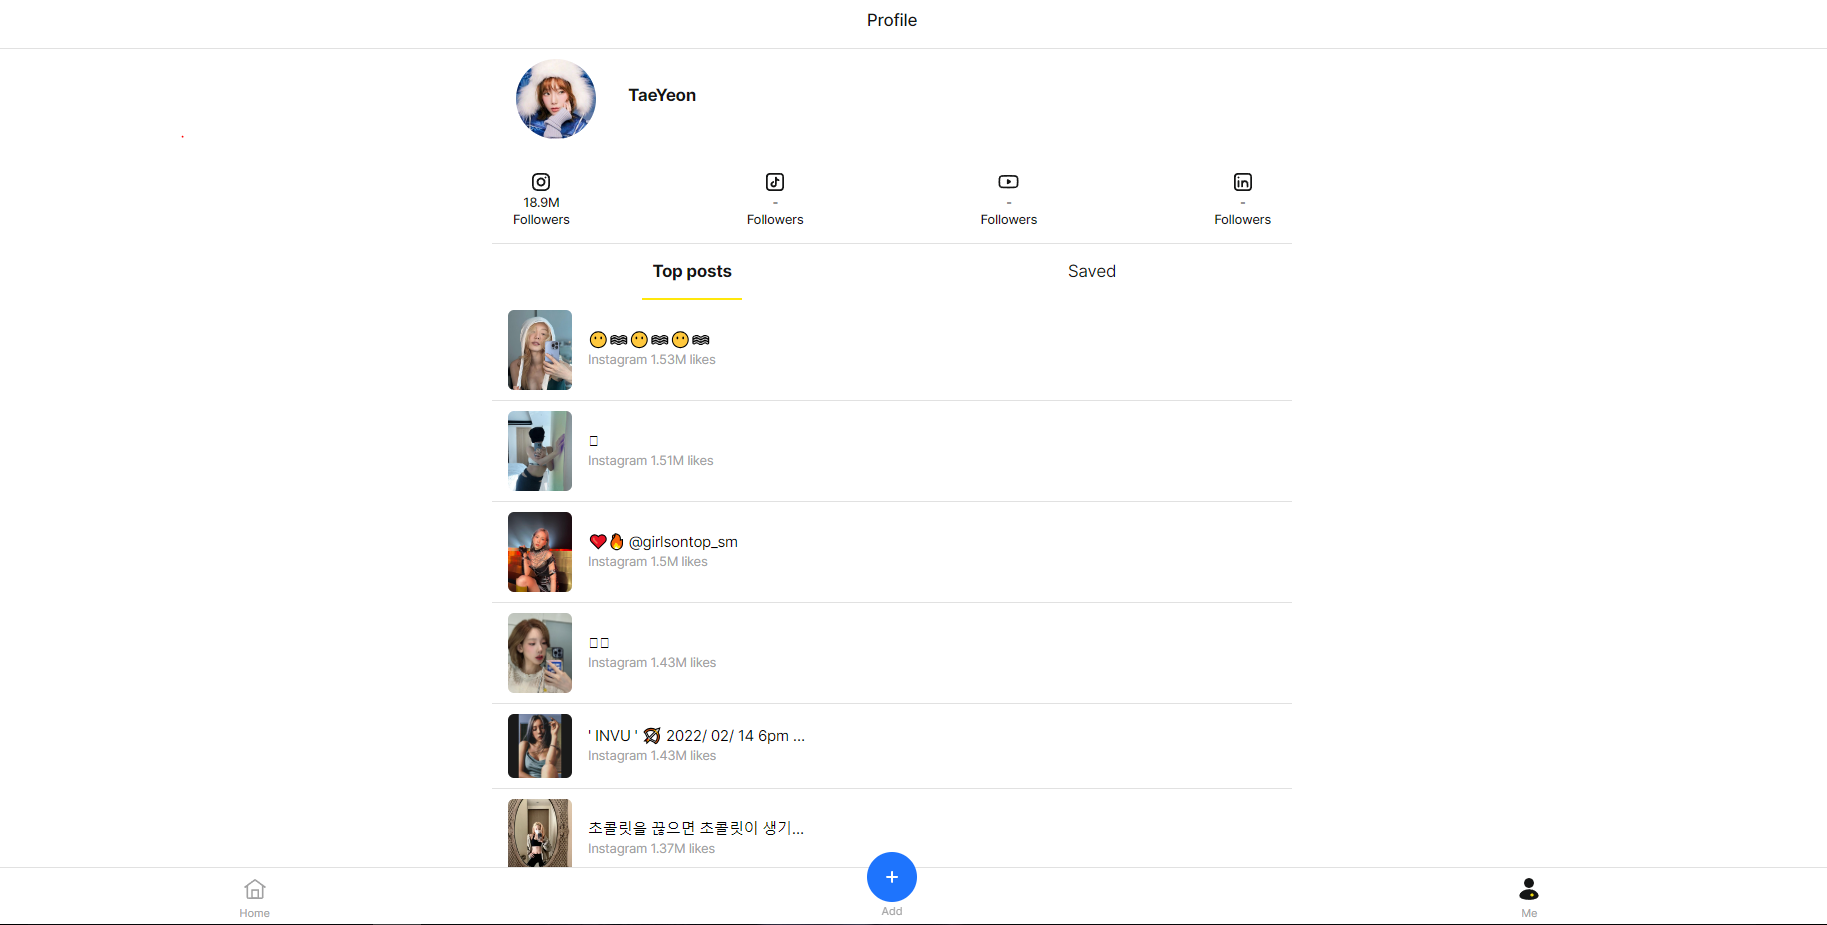 Profile
TaeYeon
18.9M
Followers
-
Followers
-
Followers
-
Followers
Top posts
Saved
😶🌫😶🌫😶🌫
Instagram 1.53M likes
Instagram 1.51M likes
❤️🔥 @girlsontop_sm
Instagram 1.5M likes
Instagram 1.43M likes
' INVU ' 🏹 2022/ 02/ 14 6pm ...
Instagram 1.43M likes
초콜릿을 끊으면 초콜릿이 생기...
Instagram 1.37M likes
Home
Add
Me